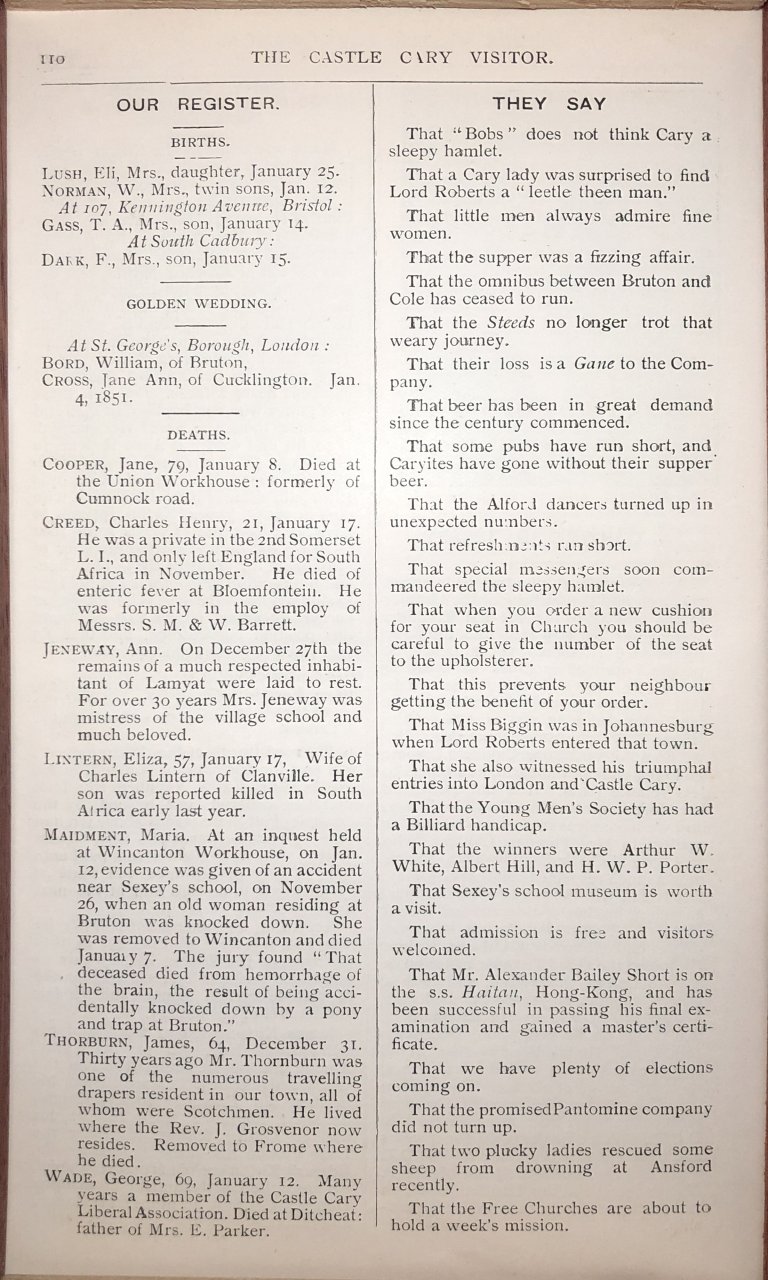 110
THE CASTLE CARY VISITOR.
OUR REGISTER.
BIRTHS.
LUSH, Eli, Mrs., daughter, January 25.
NORMAN, W., Mrs., twin sons, Jan. 12.
At 107, Kennington Avenue, Bristol :
GASS, T. A., Mrs., son, January 14.
At South Cadbury :
DARK, F., Mrs., son, January 15.
GOLDEN WEDDING.
At St. George's, Borough, London :
BORD, William, of Bruton,
CROSS, Jane Ann, of Cucklington. Jan.
4, 1851.
DEATHS.
COOPER, Jane, 79, January 8. Died at
the Union Workhouse : formerly of
Cumnock road.
CREED, Charles Henry, 21, January 17.
He was a private in the 2nd Somerset
L. I., and only left England for South
Africa in November. He died of
enteric fever at Bloemfontein. He
was formerly in the employ of
Messrs. S. M. & W. Barrett.
JENEWAY, Ann. On December 27th the
remains of a much respected inhabi-
tant of Lamyat were laid to rest.
For over 30 years Mrs. Jeneway was
mistress of the village school and
much beloved.
LINTERN, Eliza, 57, January 17, Wife of
Charles Lintern of Clanville. Her
son was reported killed in South
Africa early last year.
MAIDMENT, Maria. At an inquest held
at Wincanton Workhouse, on Jan.
12, evidence was given of an accident
near Sexey's school, on November
26, when an old woman residing at
Bruton was knocked down. She
was removed to Wincanton and died
January 7. The jury found "That
deceased died from hemorrhage of
the brain, the result of being acci-
dentally knocked down by a pony
and trap at Bruton."
THORBURN, James, 64, December 31.
Thirty years ago Mr. Thornburn was
one of the numerous travelling
drapers resident in our town, all of
whom were Scotchmen. He lived
where the Rev. J. Grosvenor now
resides. Removed to Frome where
he died.
WADE, George, 69, January 12. Many
years a member of the Castle Cary
Liberal Association. Died at Ditcheat :
father of Mrs. E. Parker.
THEY SAY
That "Bobs" does not think Cary a
sleepy hamlet.
That a Cary lady was surprised to find
Lord Roberts a "leetle theen man."
That little men always admire fine
women.
That the supper was a fizzing affair.
That the omnibus between Bruton and
Cole has ceased to run.
That the Steeds no longer trot that
weary journey.
That their loss is a Gane to the Com-
pany.
That beer has been in great demand
since the century commenced.
That some pubs have run short, and
Caryites have gone without their supper
beer.
That the Alford dancers turned up in
unexpected numbers.
That refreshments ran short.
That special messengers soon com-
mandeered the sleepy hamlet.
That when you order a new cushion
for your seat in Church you should be
careful to give the number of the seat
to the upholsterer.
That this prevents your neighbour
getting the benefit of your order.
That Miss Biggin was in Johannesburg
when Lord Roberts entered that town.
That she also witnessed his triumphal
entries into London and Castle Cary.
That the Young Men's Society has had
a Billiard handicap.
That the winners were Arthur W.
White, Albert Hill, and H. W. P. Porter.
That Sexey's school museum is worth
a visit.
That admission is free and visitors
welcomed.
That Mr. Alexander Bailey Short is on
the s.s. Haitan, Hong-Kong, and has
been successful in passing his final ex-
amination and gained a master's certi-
ficate.
That we have plenty of elections
coming on.
That the promised Pantomine company
did not turn up.
That two plucky ladies rescued some
sheep from drowning at Ansford
recently.
That the Free Churches are about to
hold a week's mission.